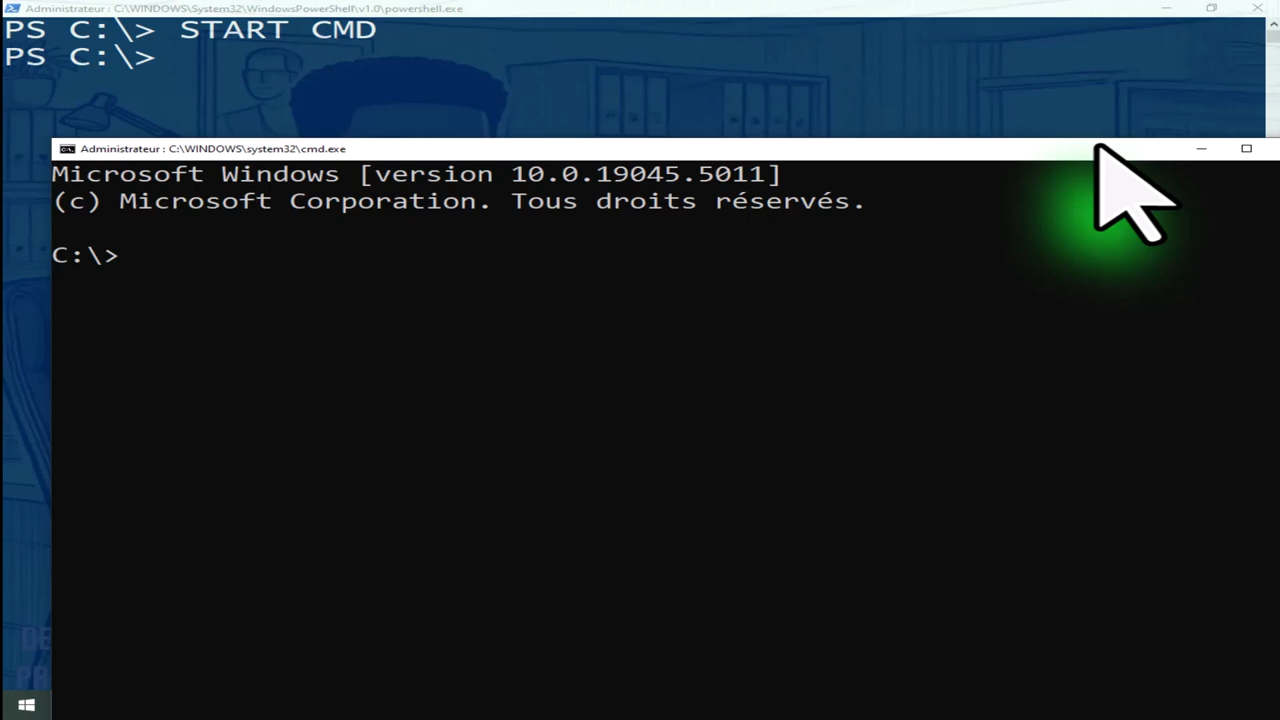 Administrateur : C:\WINDOWS\System32\WindowsPowerShell\v1.0\powershell.exe
PS C:\> START CMD
PS C:\>
Administrateur : C:\WINDOWS\system32\cmd.exe
Microsoft Windows [version 10.0.19045.5011]
(c) Microsoft Corporation. Tous droits réservés.
C:\>